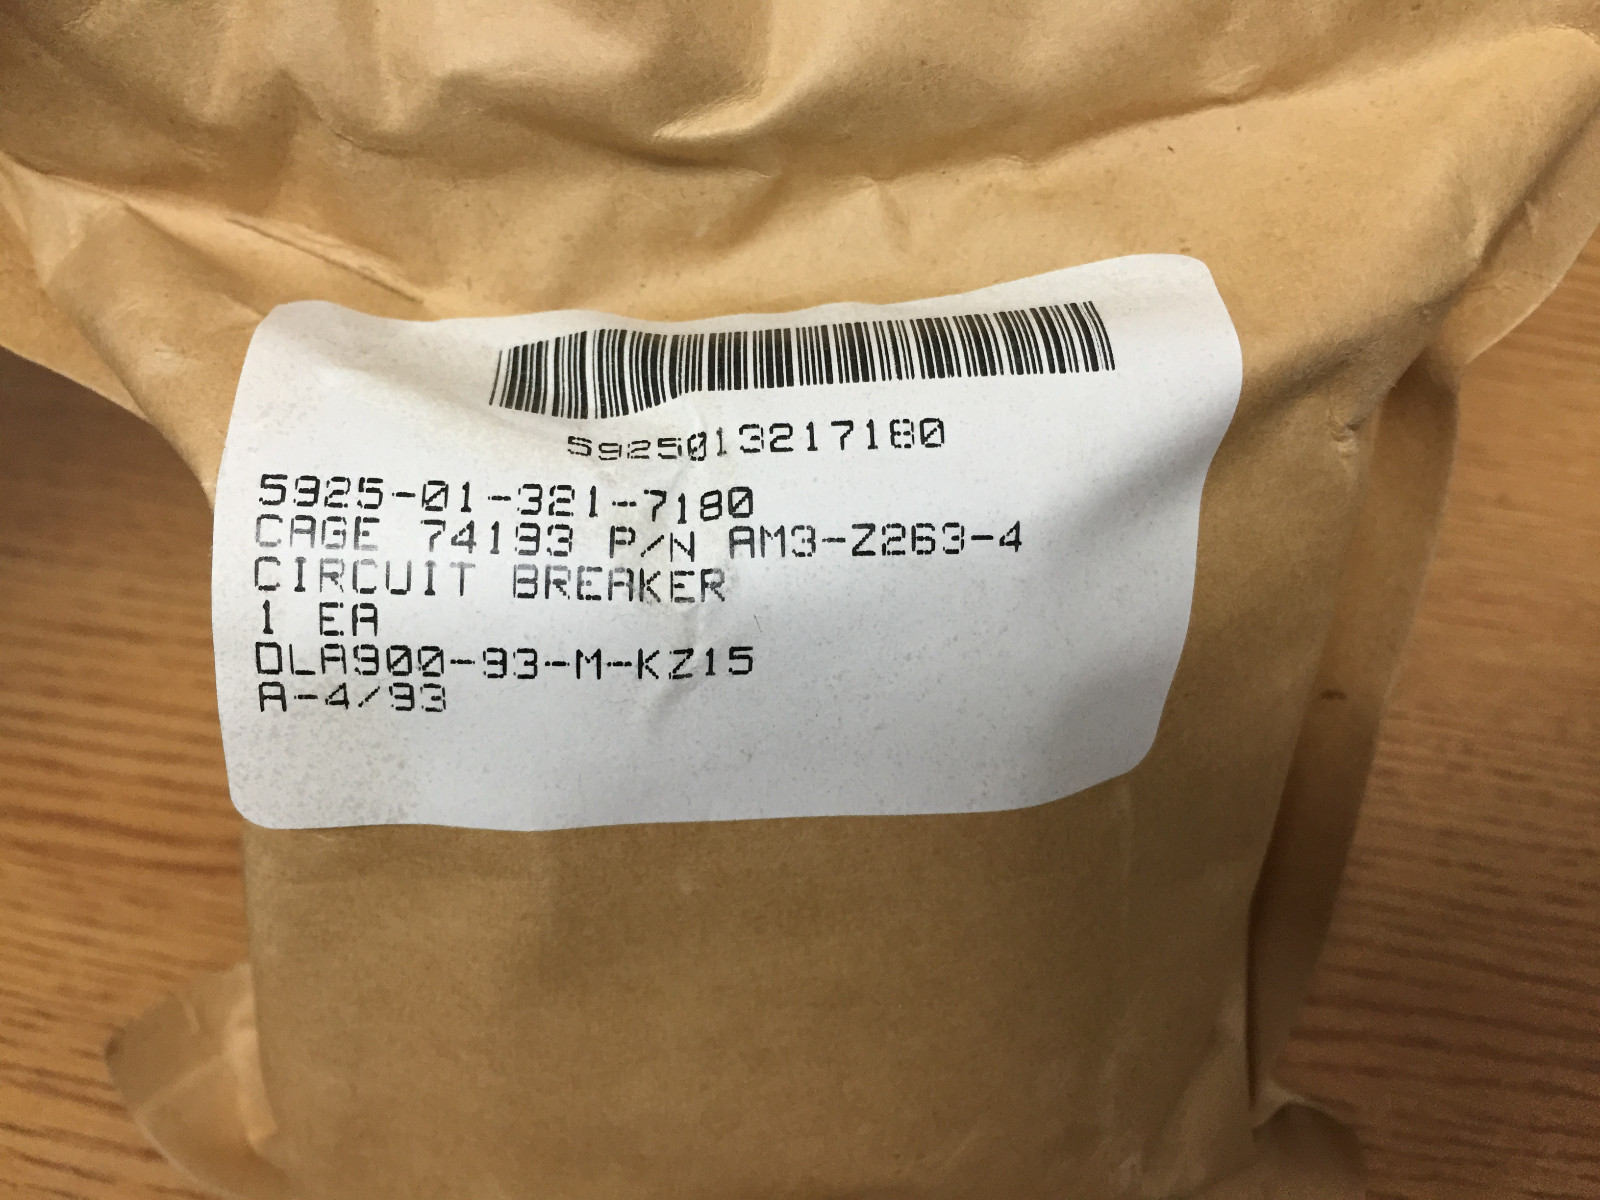 5925013217180
5925-01-321-7180
CAGE 74193 P/N AM3-Z263-4
CIRCUIT BREAKER
1 EA
DLA900-93-M-KZ15
A-4/93